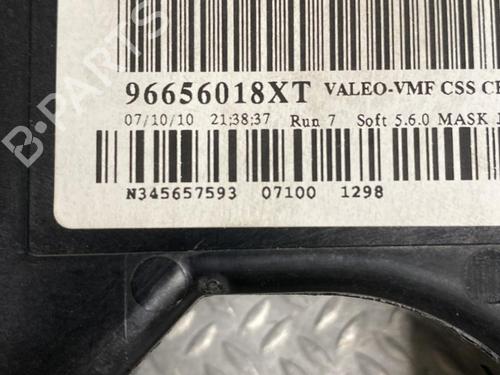 B-PARTS
96656018XT VALEO-VMF CSS
07/10/10 21;38;37 Run 7 Soft 5.6.0 MASK
N345657593 07100 1298